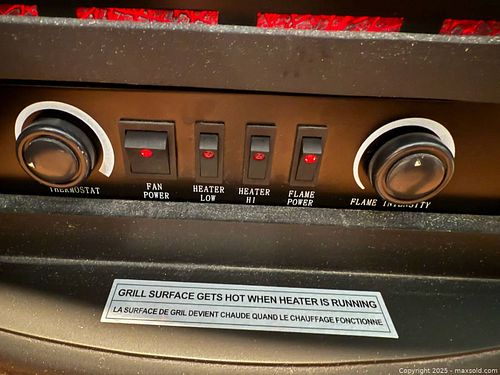 THERMOSTAT
FAN
POWER
HEATER
LOW
HEATER
HI
FLAME
POWER
FLAME INTENSITY
GRILL SURFACE GETS HOT WHEN HEATER IS RUNNING
LA SURFACE DE GRIL DEVIENT CHAUDE QUAND LE CHAUFFAGE FONCTIONNE
Copyright 2025 - maxsold.com